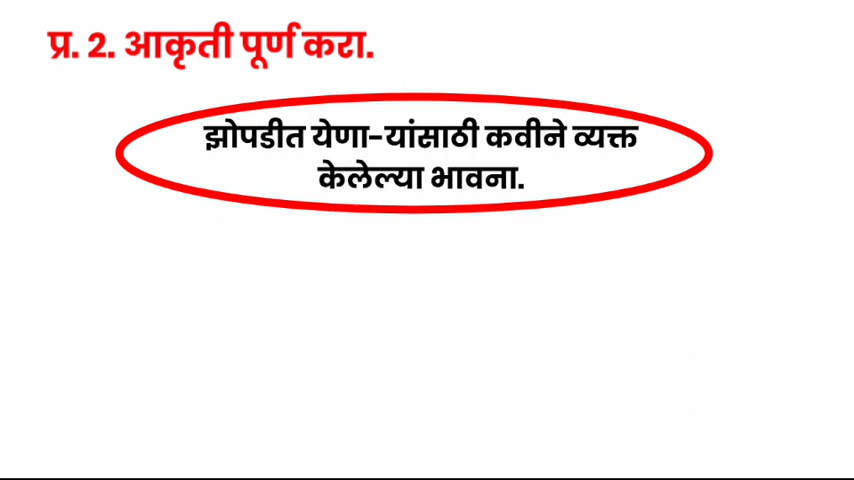 प्र. 2. आकृती पूर्ण करा.
झोपडीत येणा-यांसाठी कवीने व्यक्त
केलेल्या भावना.